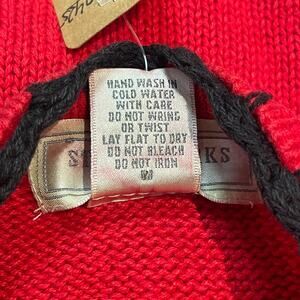 HAND WASH IN
COLD WATER
WITH CARE
DO NOT WRING
OR TWIST
LAY FLAT TO DRY
DO NOT BLEACH
DO NOT IRON
M